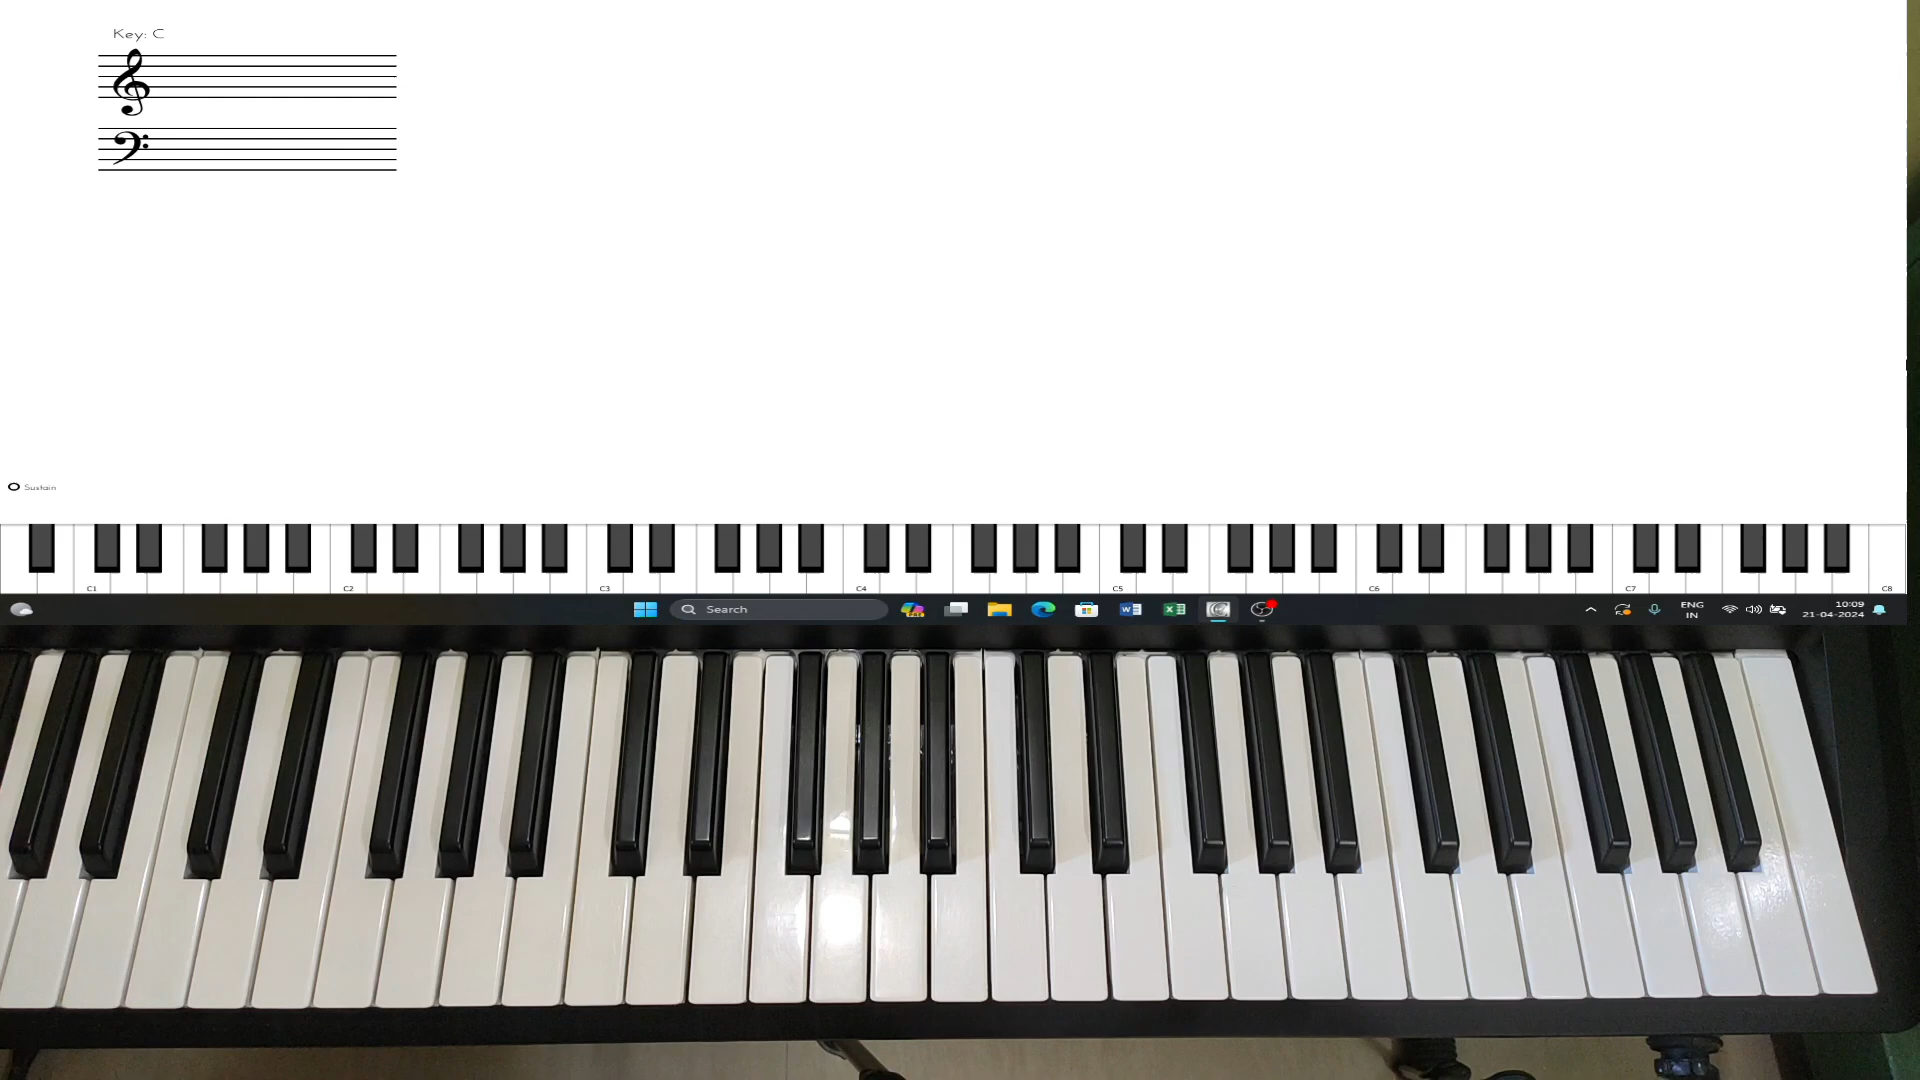 Key: C
Sustain
C1 C2 C3 C4 C5 C6 C7 C8
Search
ENG
IN
10:09
21-04-2024